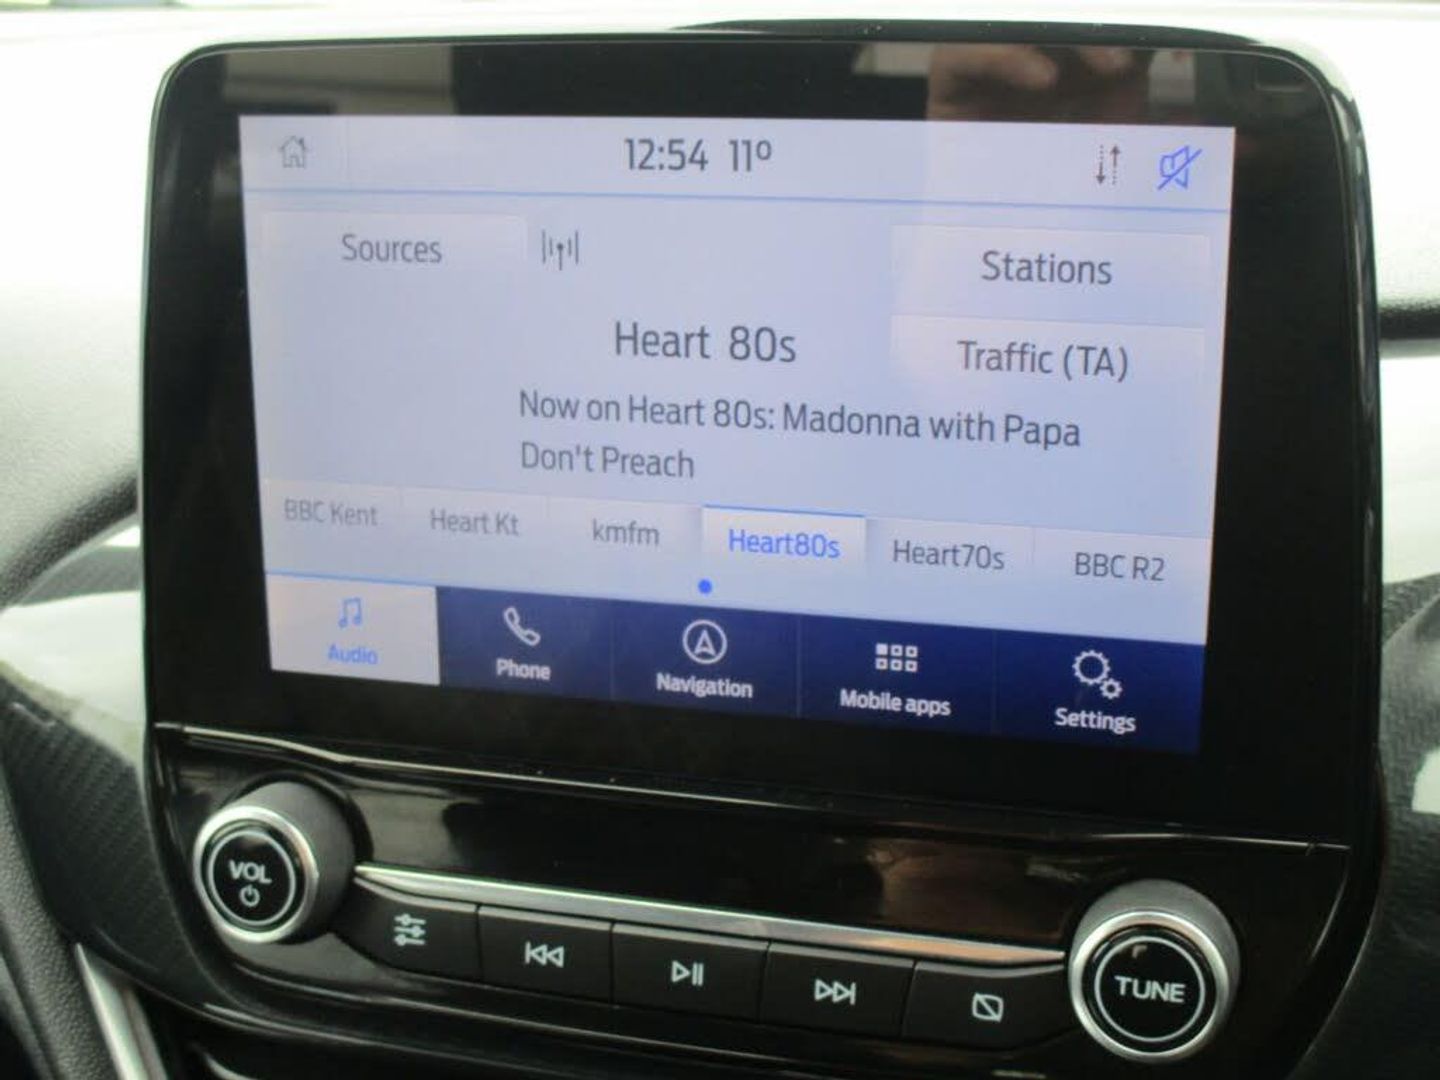 12:54 11º
Sources
Stations
Heart 80s
Traffic (TA)
Now on Heart 80s: Madonna with Papa
Don't Preach
BBC Kent Heart Kt kmfm Heart80s Heart70s BBC R2
Audio Phone Navigation Mobile apps Settings
VOL
TUNE